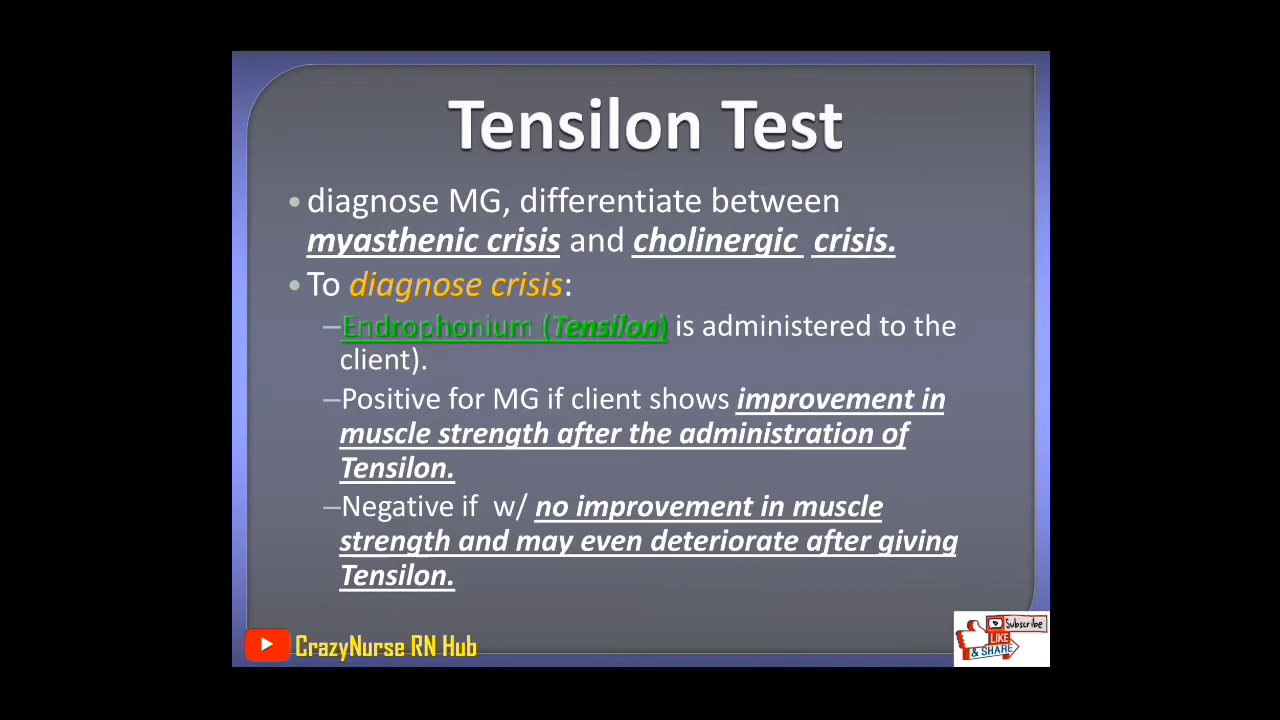 Tensilon Test
• diagnose MG, differentiate between
myasthenic crisis and cholinergic crisis.
• To diagnose crisis:
–Endrophonium (Tensilon) is administered to the
client).
–Positive for MG if client shows improvement in
muscle strength after the administration of
Tensilon.
–Negative if w/ no improvement in muscle
strength and may even deteriorate after giving
Tensilon.
CrazyNurse RN Hub
Subscribe
LIKE
& SHARE